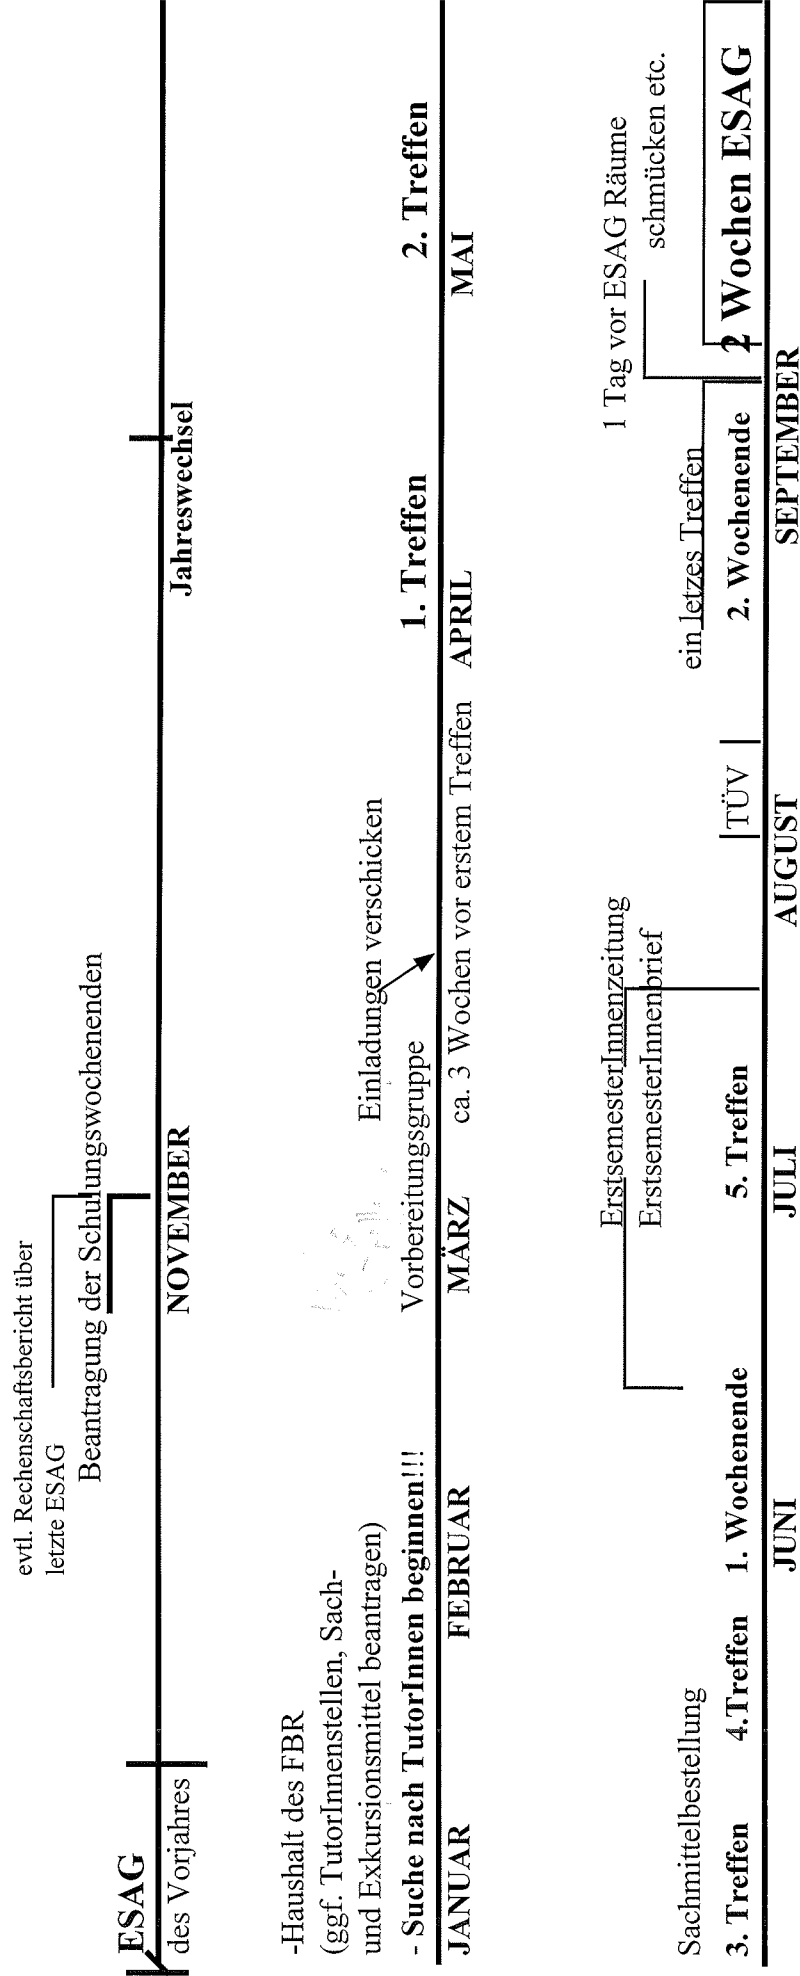 evtl. Rechenschaftsbericht über
letzte ESAG
Beantragung der Schulungswochenenden
ESAG
des Vorjahres
NOVEMBER
Jahreswechsel
-Haushalt des FBR
(ggf. TutorInnenstellen, Sach-
und Exkursionsmittel beantragen)
- Suche nach TutorInnen beginnen!!!
Einladungen verschicken
Vorbereitungsgruppe
1. Treffen
2. Treffen
JANUAR
FEBRUAR
MÄRZ
ca. 3 Wochen vor erstem Treffen
APRIL
MAI
ErstsemesterInnenzeitung
ErstsemesterInnenbrief
1 Tag vor ESAG Räume
schmücken etc.
Sachmittelbestellung
ein letzes Treffen
3. Treffen
4.Treffen
1. Wochenende
5. Treffen
TÜV
2. Wochenende
2 Wochen ESAG
JUNI
JULI
AUGUST
SEPTEMBER